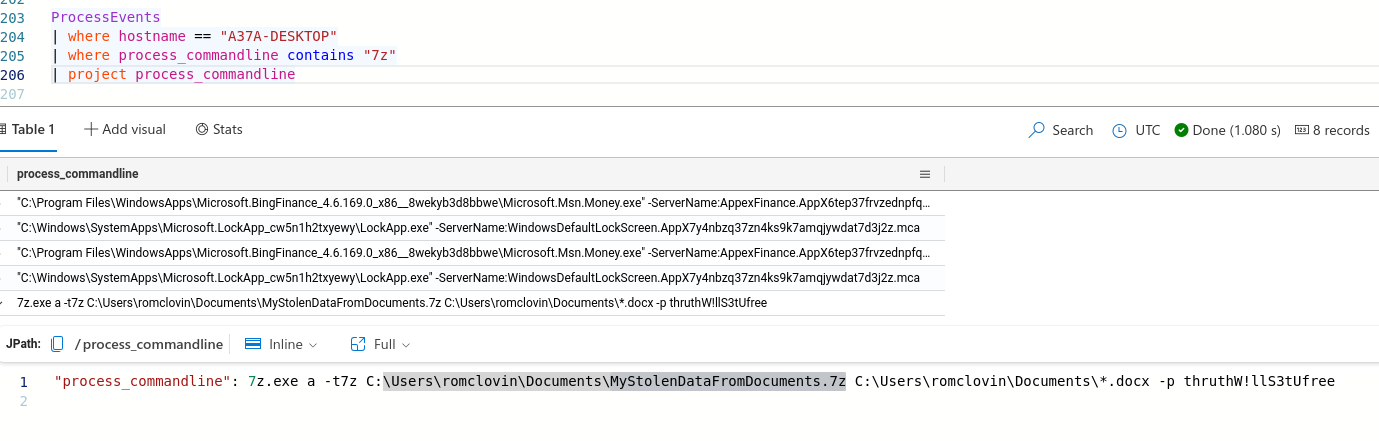 202
203 ProcessEvents
204 | where hostname == "A37A-DESKTOP"
205 | where process_commandline contains "7z"
206 | project process_commandline
207
Table 1 Add visual Stats Search UTC Done (1.080 s) 8 records
process_commandline
"C:\Program Files\WindowsApps\Microsoft.BingFinance_4.6.169.0_x86__8wekyb3d8bbwe\Microsoft.Msn.Money.exe" -ServerName:AppexFinance.AppX6tep37frvzednpfq...
"C:\Windows\SystemApps\Microsoft.LockApp_cw5n1h2txyewy\LockApp.exe" -ServerName:WindowsDefaultLockScreen.AppX7y4nbzq37zn4ks9k7amqjywdat7d3j2z.mca
"C:\Program Files\WindowsApps\Microsoft.BingFinance_4.6.169.0_x86__8wekyb3d8bbwe\Microsoft.Msn.Money.exe" -ServerName:AppexFinance.AppX6tep37frvzednpfq...
"C:\Windows\SystemApps\Microsoft.LockApp_cw5n1h2txyewy\LockApp.exe" -ServerName:WindowsDefaultLockScreen.AppX7y4nbzq37zn4ks9k7amqjywdat7d3j2z.mca
7z.exe a -t7z C:\Users\romclovin\Documents\MyStolenDataFromDocuments.7z C:\Users\romclovin\Documents\*.docx -p thruthW!llS3tUfree
JPath: /process_commandline Inline Full
1 "process_commandline": 7z.exe a -t7z C:\Users\romclovin\Documents\MyStolenDataFromDocuments.7z C:\Users\romclovin\Documents\*.docx -p thruthW!llS3tUfree
2